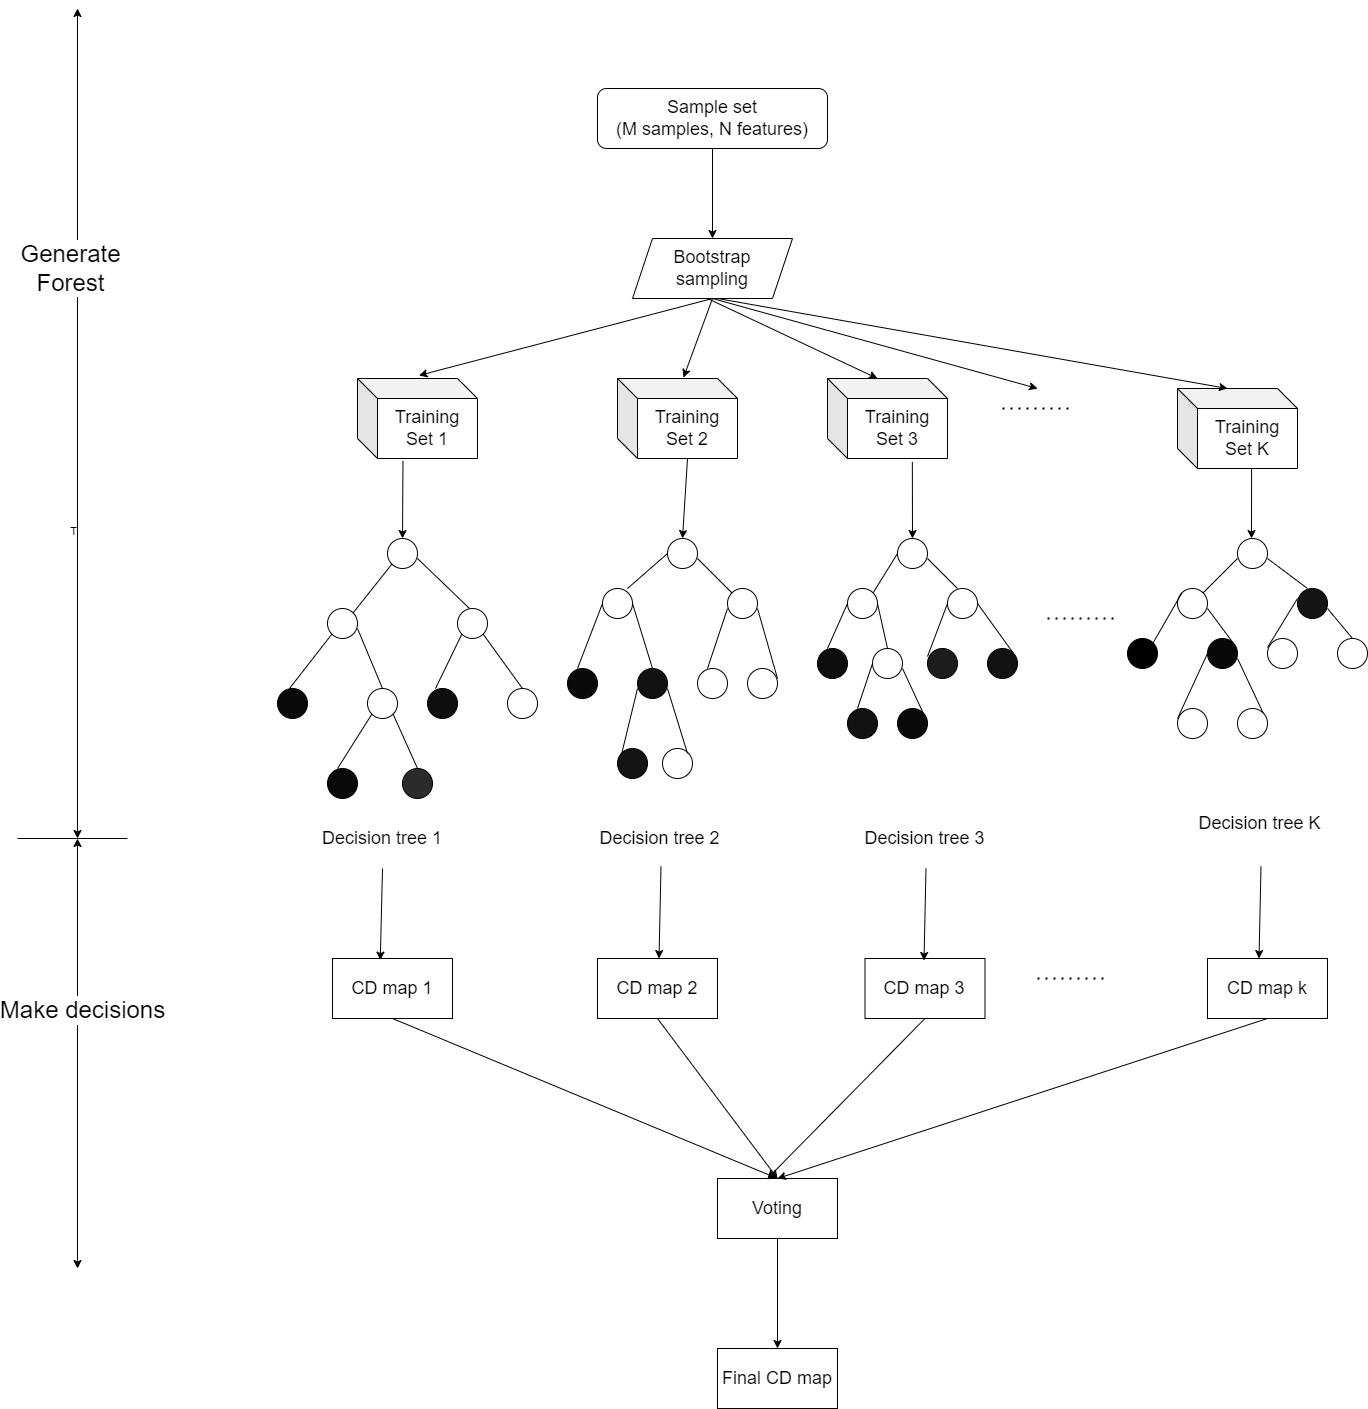 Sample set
(M samples, N features)
Generate
Forest
Bootstrap
sampling
Training
Set 1
Training
Set 2
Training
Set 3
.........
Training
Set K
T
.........
Decision tree 1
Decision tree 2
Decision tree 3
Decision tree K
Make decisions
CD map 1
CD map 2
CD map 3
.........
CD map k
Voting
Final CD map